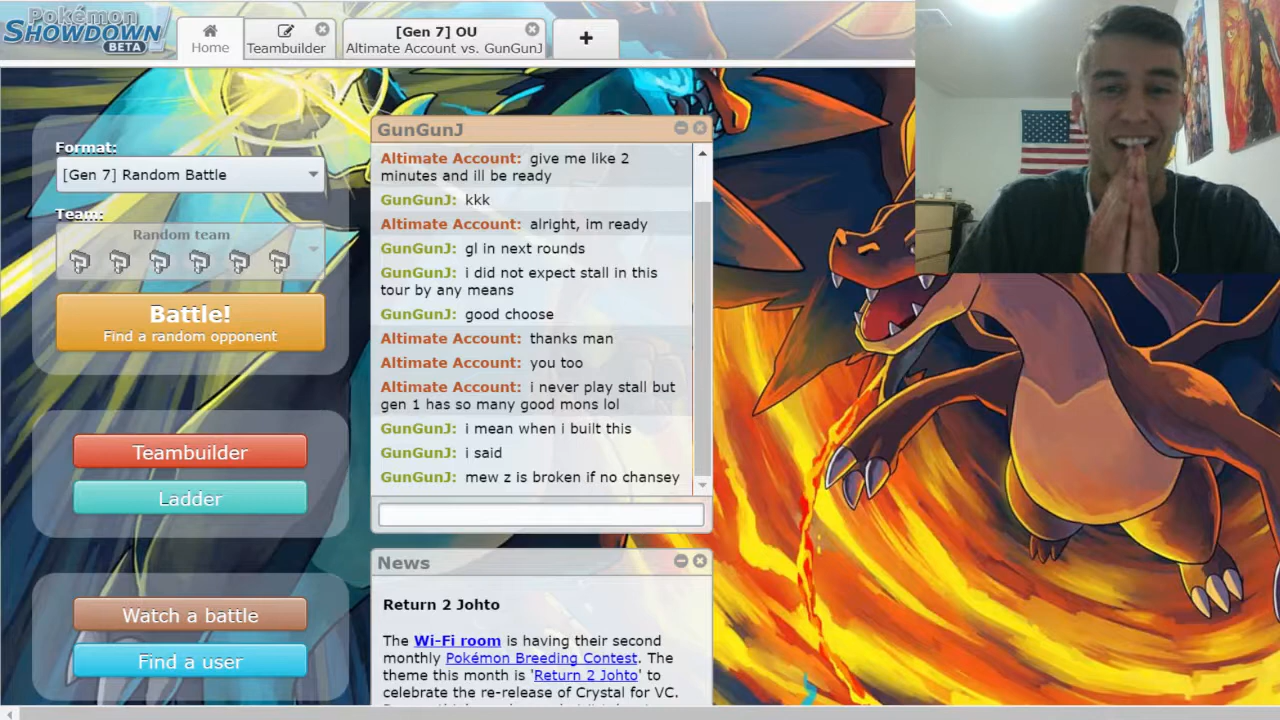 Pokémon
SHOWDOWN!
BETA
Home
Teambuilder
[Gen 7] OU
Altimate Account vs. GunGunJ
+
Format:
[Gen 7] Random Battle
Team:
Random team
? ? ? ? ? ?
Battle!
Find a random opponent
Teambuilder
Ladder
Watch a battle
Find a user
GunGunJ
Altimate Account: give me like 2
minutes and ill be ready
GunGunJ: kkk
Altimate Account: alright, im ready
GunGunJ: gl in next rounds
GunGunJ: i did not expect stall in this
tour by any means
GunGunJ: good choose
Altimate Account: thanks man
Altimate Account: you too
Altimate Account: i never play stall but
gen 1 has so many good mons lol
GunGunJ: i mean when i built this
GunGunJ: i said
GunGunJ: mew z is broken if no chansey
News
Return 2 Johto
The Wi-Fi room is having their second
monthly Pokémon Breeding Contest. The
theme this month is 'Return 2 Johto' to
celebrate the re-release of Crystal for VC.